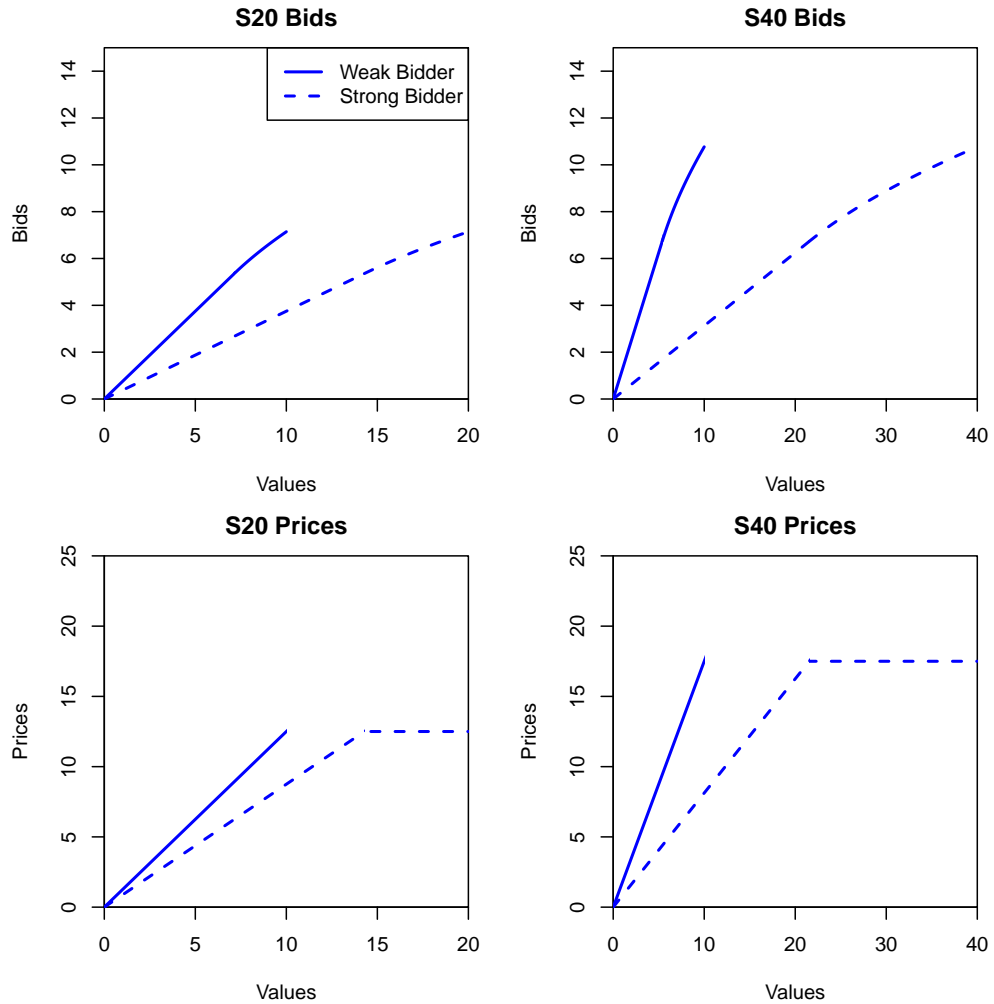 S20 Bids
14
12
10
8
6
4
2
0
Bids
Weak Bidder
Strong Bidder
0 5 10 15 20
Values
S40 Bids
14
12
10
8
6
4
2
0
Bids
0 10 20 30 40
Values
S20 Prices
25
20
15
10
5
0
Prices
0 5 10 15 20
Values
S40 Prices
25
20
15
10
5
0
Prices
0 10 20 30 40
Values